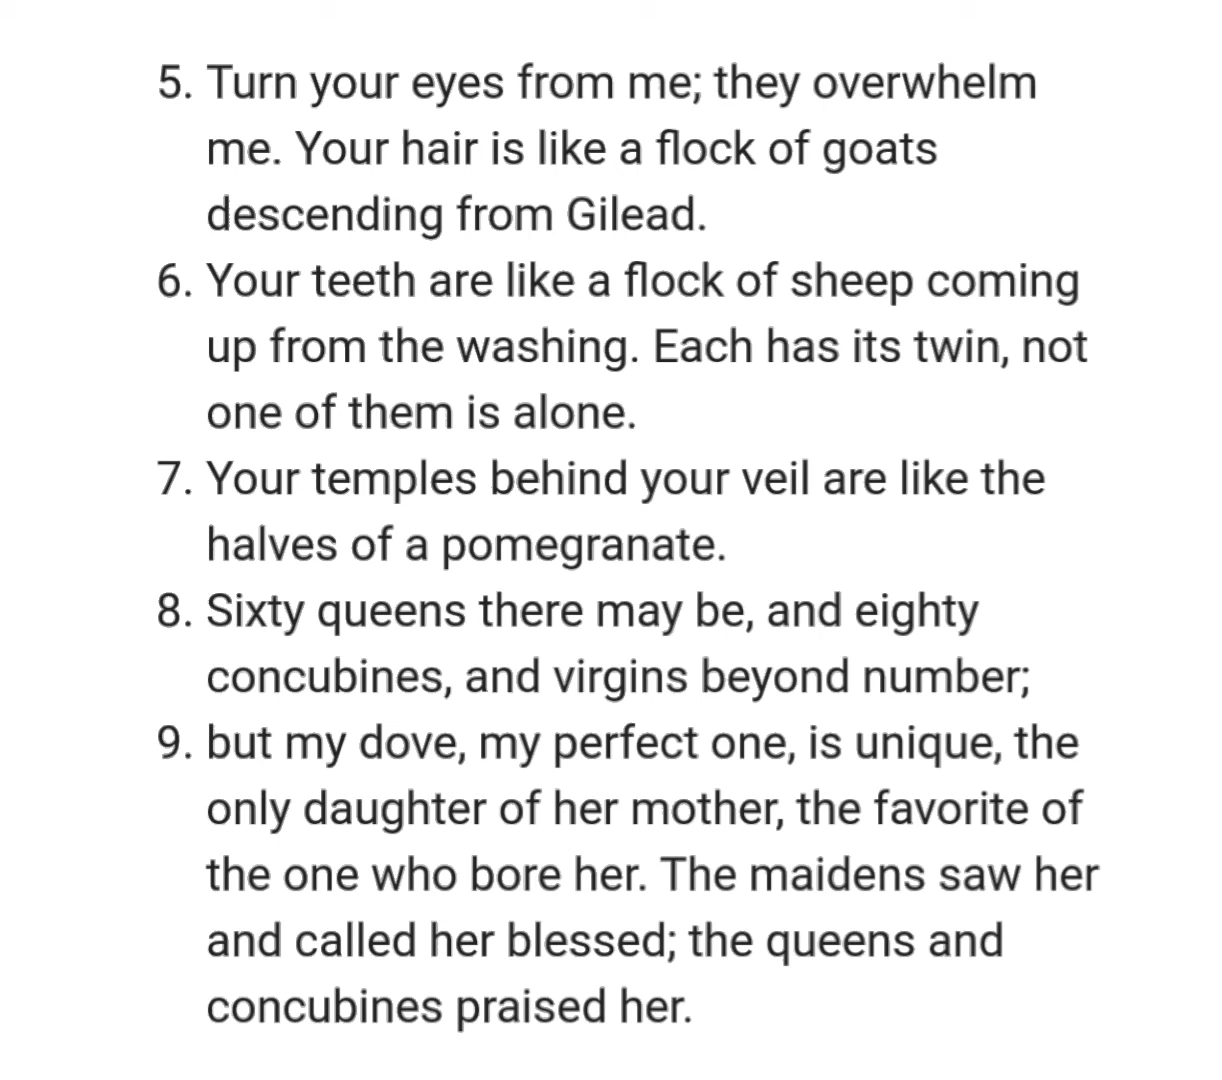 5. Turn your eyes from me; they overwhelm
me. Your hair is like a flock of goats
descending from Gilead.
6. Your teeth are like a flock of sheep coming
up from the washing. Each has its twin, not
one of them is alone.
7. Your temples behind your veil are like the
halves of a pomegranate.
8. Sixty queens there may be, and eighty
concubines, and virgins beyond number;
9. but my dove, my perfect one, is unique, the
only daughter of her mother, the favorite of
the one who bore her. The maidens saw her
and called her blessed; the queens and
concubines praised her.